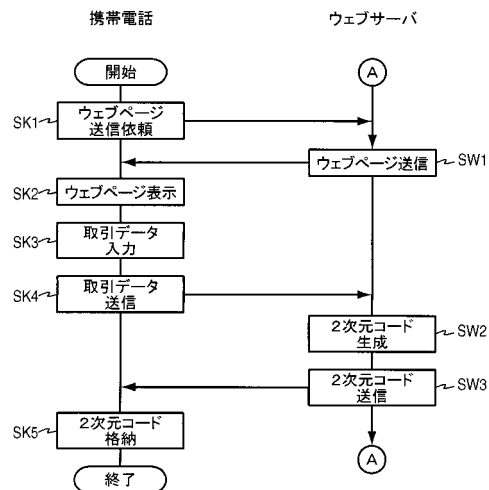 携帯電話
ウェブサーバ
開始
A
SK1
ウェブページ
送信依頼
ウェブページ送信
SW1
SK2
ウェブページ表示
SK3
取引データ
入力
SK4
取引データ
送信
2次元コード
生成
SW2
2次元コード
送信
SW3
SK5
2次元コード
格納
A
終了